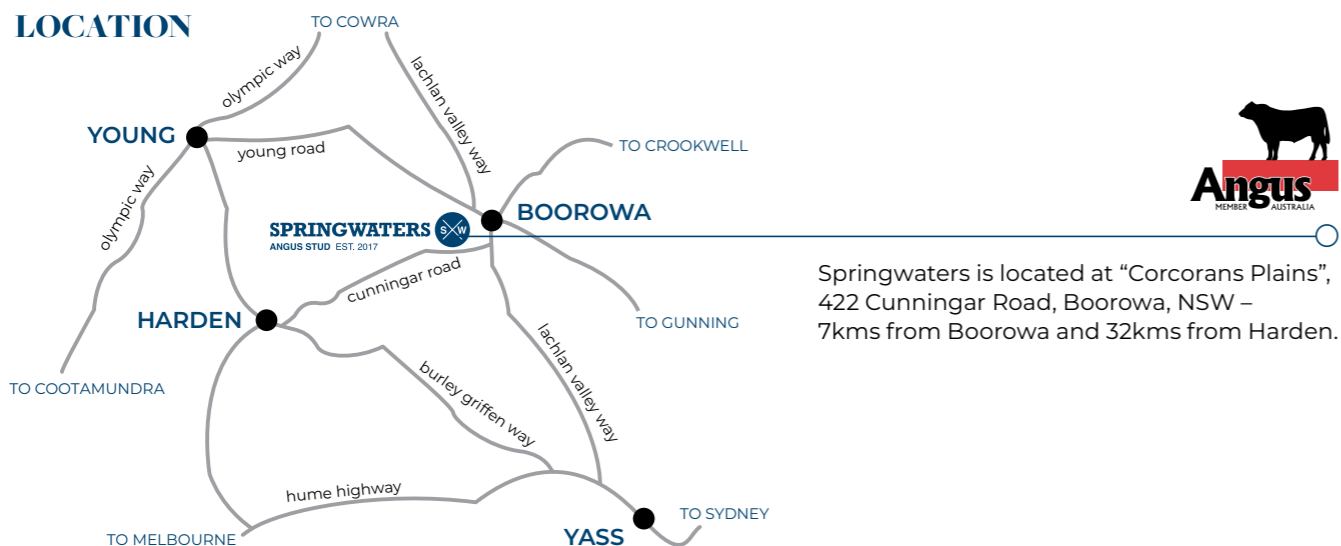 LOCATION
TO COWRA
olympic way
lachlan valley way
YOUNG
young road
TO CROOKWELL
olympic way
SPRINGWATERS
ANGUS STUD EST. 2017
S W
BOOROWA
Angus
MEMBER AUSTRALIA
cunningar road
Springwaters is located at “Corcorans Plains”,
422 Cunningar Road, Boorowa, NSW –
7kms from Boorowa and 32kms from Harden.
HARDEN
TO GUNNING
lachlan valley way
TO COOTAMUNDRA
burley griffen way
hume highway
TO MELBOURNE
YASS
TO SYDNEY